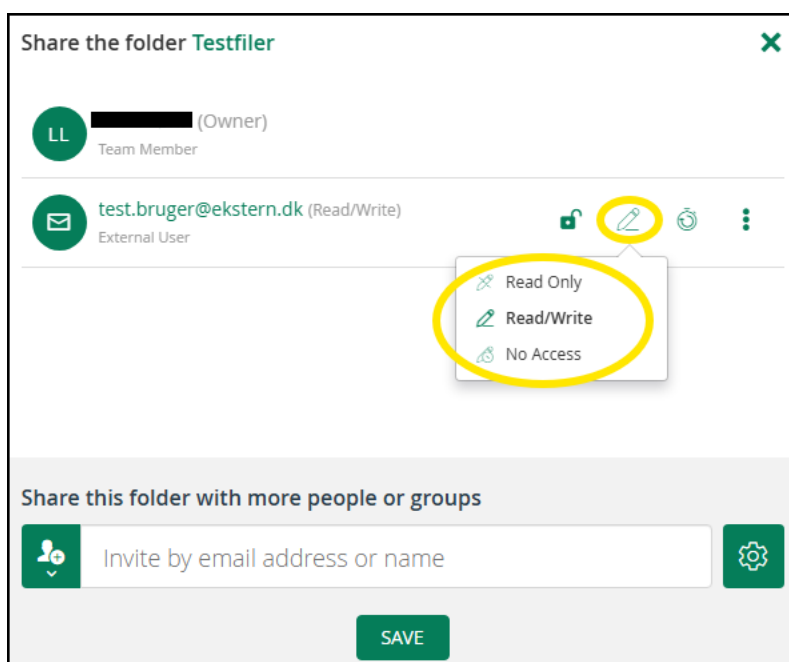 Share the folder Testfiler
LL
(Owner)
Team Member
test.bruger@ekstern.dk (Read/Write)
External User
Read Only
Read/Write
No Access
Share this folder with more people or groups
Invite by email address or name
SAVE